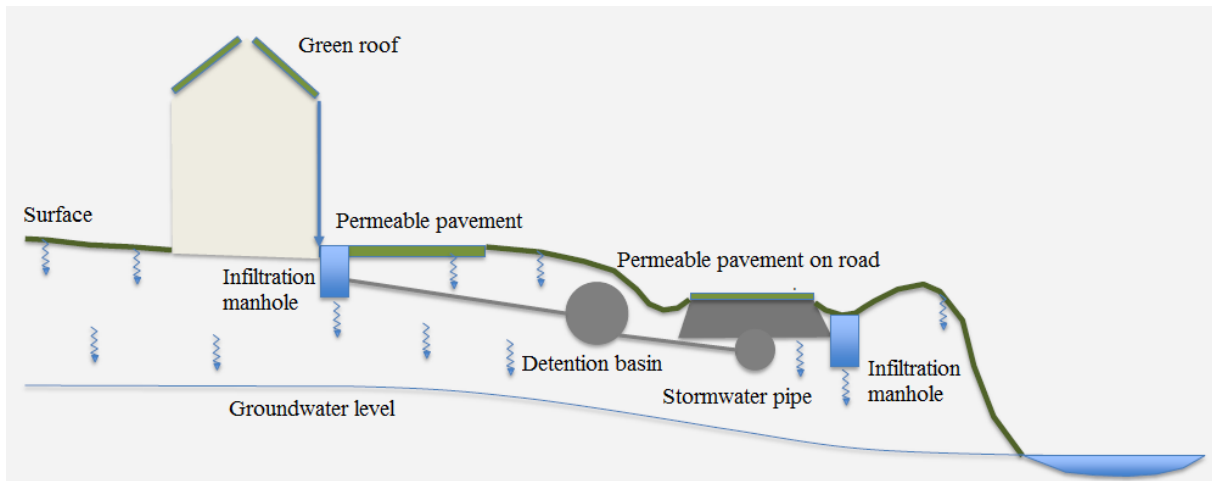 Green roof
Surface
Permeable pavement
Permeable pavement on road
Infiltration
manhole
Detention basin
Infiltration
manhole
Stormwater pipe
Groundwater level